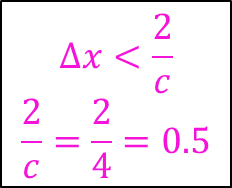 Δx < 2/c
2/c = 2/4 = 0.5